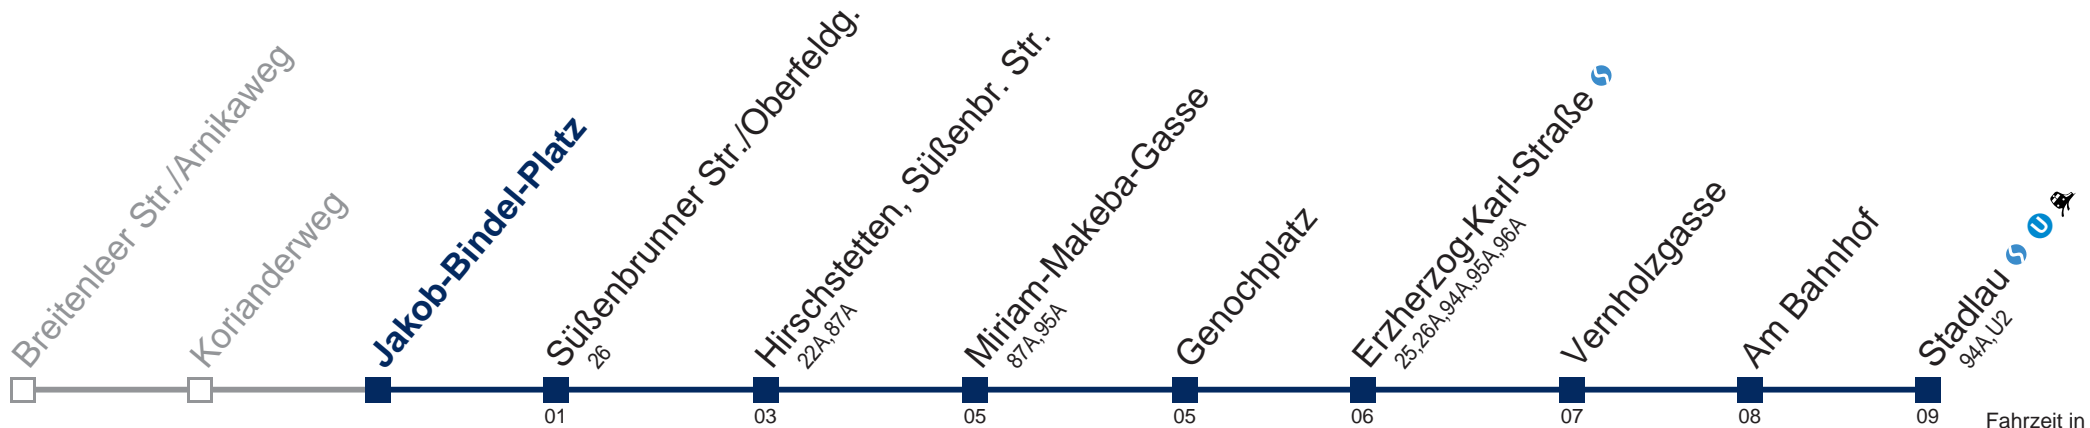 Breitenleer Str./Arnikaweg
Korianderweg
Jakob-Bindel-Platz
Süßenbrunner Str./Oberfeldg.
26
Hirschstetten, Süßenbr. Str.
22A,87A
Miriam-Makeba-Gasse
87A,95A
Genochplatz
Erzherzog-Karl-Straße S
25,26A,94A,95A,96A
Vernholzgasse
Am Bahnhof
Stadlau S U
94A,U2
01 03 05 05 06 07 08 09 Fahrzeit in